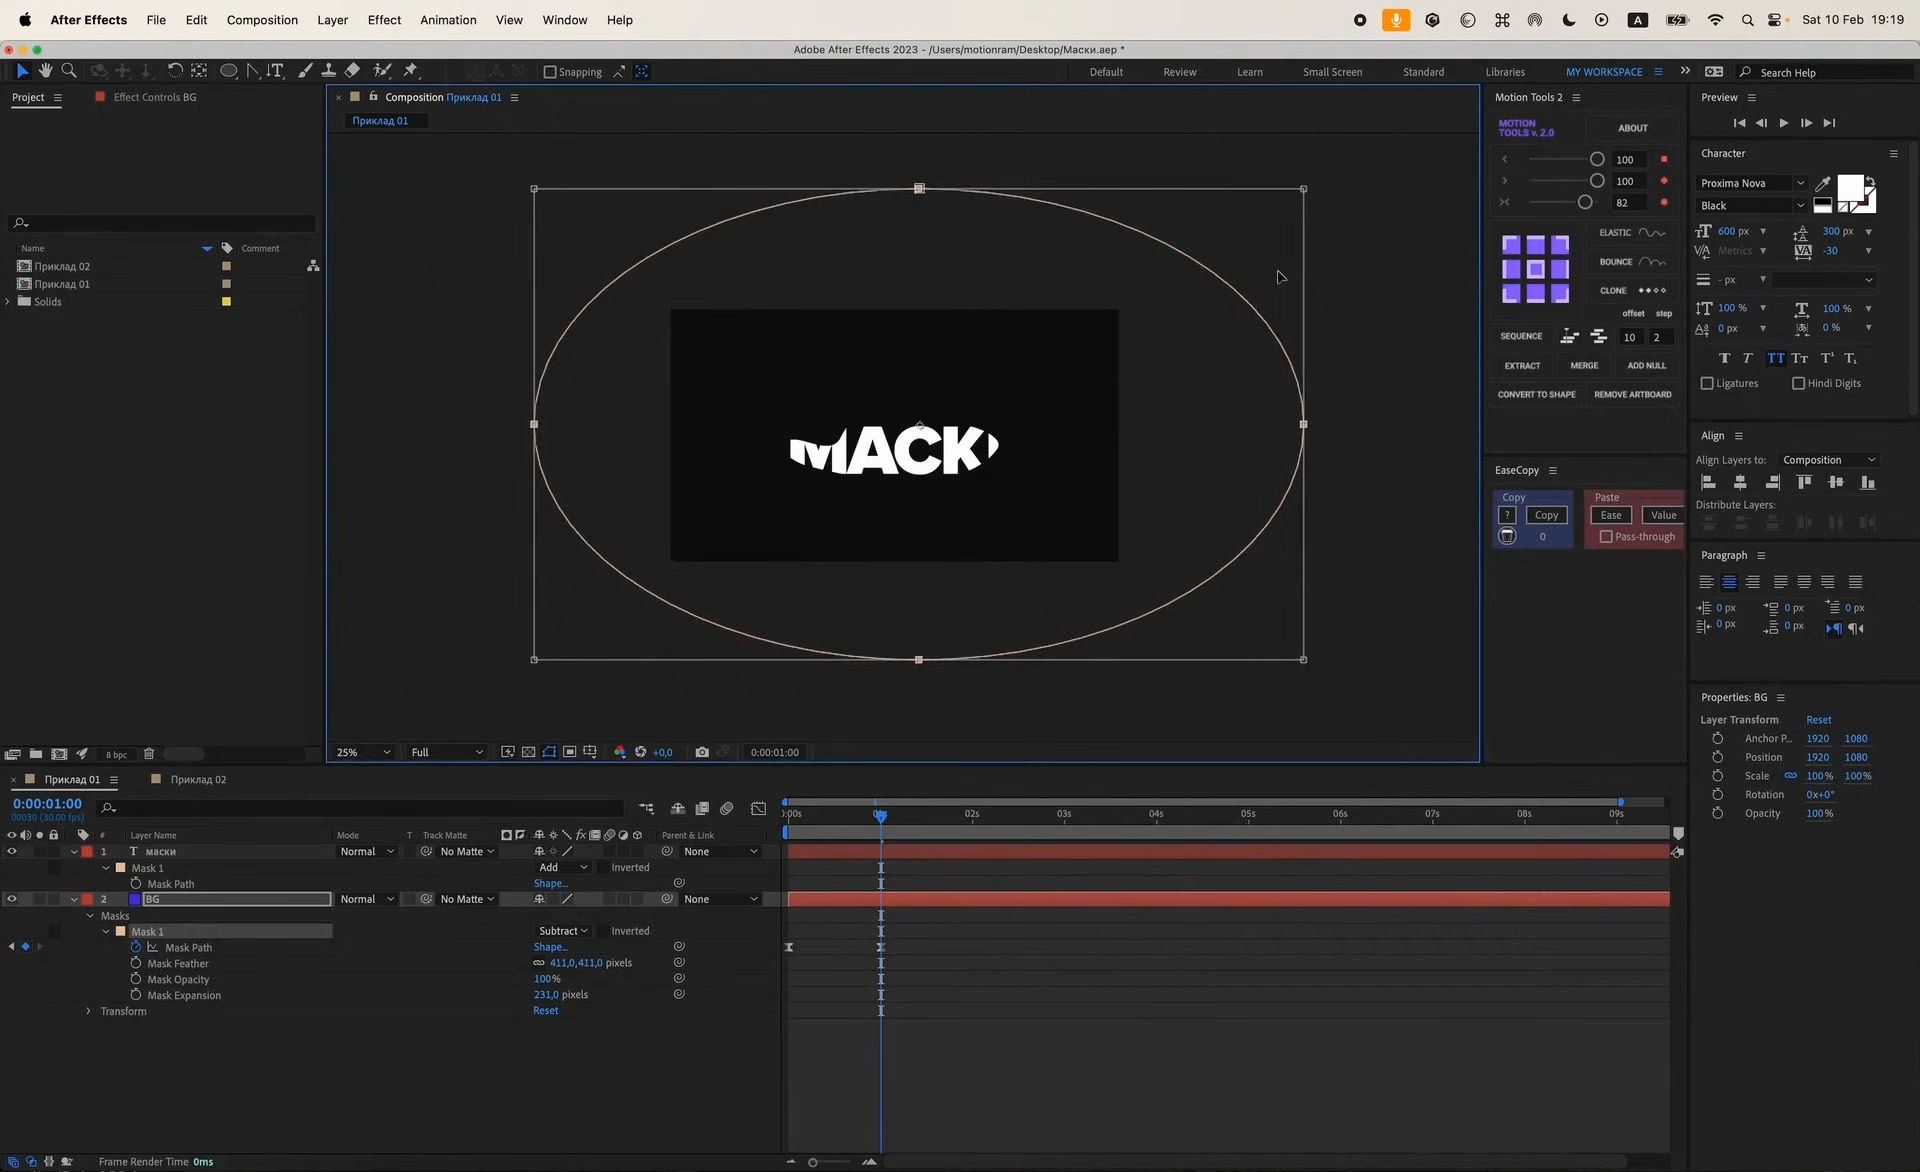 After Effects File Edit Composition Layer Effect Animation View Window Help A Sat 10 Feb 19:19
Adobe After Effects 2023 - /Users/motionram/Desktop/Маски.aep *
Snapping Default Review Learn Small Screen Standard Libraries MY WORKSPACE Search Help
Project Effect Controls BG
Name Comment
Приклад 02
Приклад 01
Solids
8 bpc
Composition Приклад 01
Приклад 01
МАСК
25% Full +0,0 0:00:01:00
Motion Tools 2
MOTION
TOOLS v. 2.0 ABOUT
100
100
82
ELASTIC
BOUNCE
CLONE
offset step
SEQUENCE 10 2
EXTRACT MERGE ADD NULL
CONVERT TO SHAPE REMOVE ARTBOARD
EaseCopy
Copy Paste
? Copy Ease Value
0 Pass-through
Preview
Character
Proxima Nova
Black
600 px 300 px
Metrics -30
- px
100 % 100 %
0 px 0 %
Ligatures Hindi Digits
Align
Align Layers to: Composition
Distribute Layers:
Paragraph
0 px 0 px 0 px
0 px 0 px
Properties: BG
Layer Transform Reset
Anchor P... 1920 1080
Position 1920 1080
Scale 100% 100%
Rotation 0x+0°
Opacity 100%
Приклад 01 Приклад 02
0:00:01:00
00030 (30.00 fps)
# Layer Name Mode T Track Matte Parent & Link
1 T маски Normal No Matte None
Mask 1 Add Inverted
Mask Path Shape...
2 BG Normal No Matte None
Masks
Mask 1 Subtract Inverted
Mask Path Shape...
Mask Feather 411,0,411,0 pixels
Mask Opacity 100%
Mask Expansion 231,0 pixels
Transform Reset
02s 03s 04s 05s 06s 07s 08s 09s
Frame Render Time 0ms